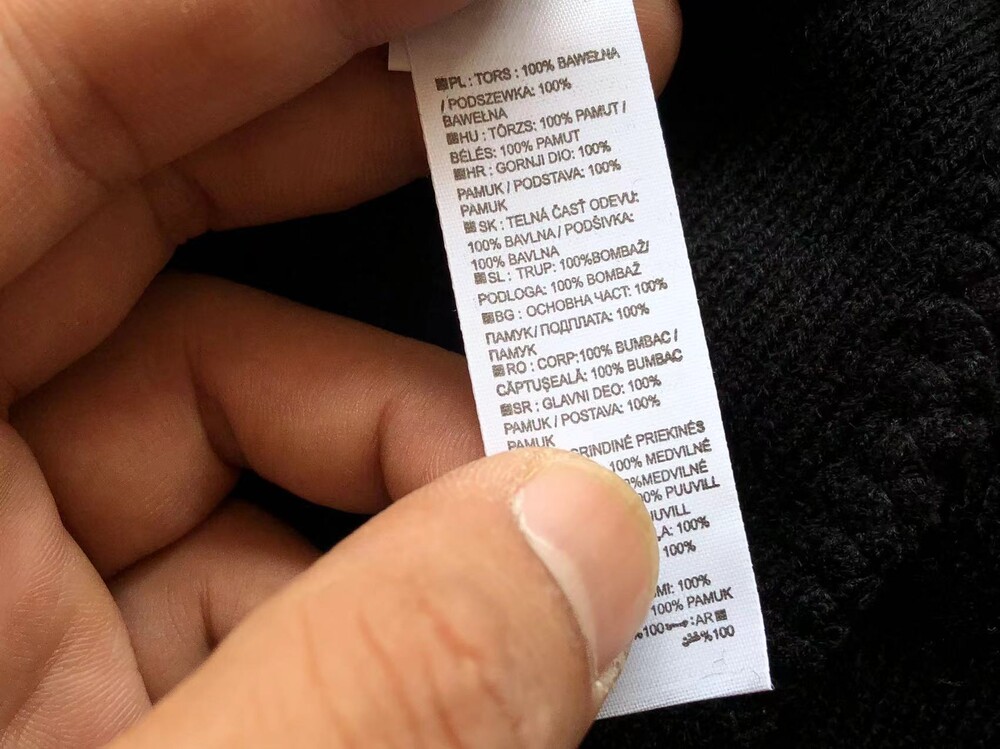 PL : TORS : 100% BAWEŁNA
/ PODSZEWKA: 100%
BAWEŁNA
HU : TÖRZS: 100% PAMUT /
BÉLÉS: 100% PAMUT
HR : GORNJI DIO: 100%
PAMUK / PODSTAVA: 100%
PAMUK
SK : TELNÁ ČASŤ ODEVU:
100% BAVLNA / PODŠIVKA:
100% BAVLNA
SL : TRUP: 100%BOMBAŽ/
PODLOGA: 100% BOMBAŽ
BG : ОСНОВНА ЧАСТ: 100%
ПАМУК/ ПОДПЛАТА: 100%
ПАМУК
RO : CORP:100% BUMBAC /
CĂPTUŞEALĂ: 100% BUMBAC
SR : GLAVNI DEO: 100%
PAMUK / POSTAVA: 100%
PAMUK
PRIEKINĖS
100% MEDVILNĖ
%MEDVILNĖ
% PUUVILL
100%
100%
100%
100% PAMUK
%100 :AR
%100